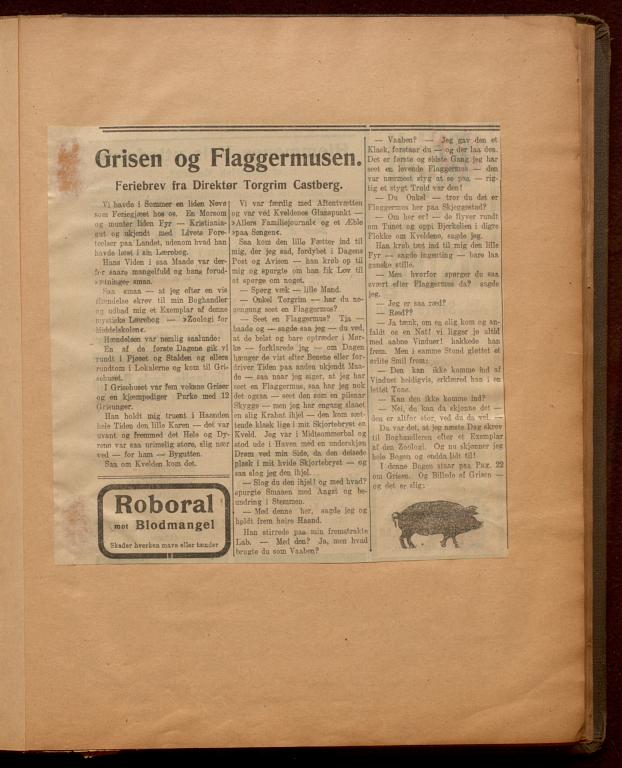 Grisen og Flaggermusen.
Feriebrev fra Direktør Torgrim Castberg.
Vi havde i Sommer en liden Nevø
som Feriegjæst hos os. En Morsom
og munter liden Fyr — Kristiania-
gut og ukjendt med Livets Fore-
teelser paa Landet, udenom hvad han
havde læst i sin Lærebog.
Hans Viden i saa Maade var der-
for snare mangelfuld og hans forud-
sætninger smaa.
Saa smaa — at jeg efter en vis
Hændelse skrev til min Boghandler
og udbad mig et Exemplar af denne
mystiske Lærebog — »Zoologi for
Middelskolen«.
Hændelsen var nemlig saalunde:
En af de første Dagene gik vi
rundt i Fjøset og Stalden og ellers
rundtom i Lokalerne og kom til Gri-
sehuset.
I Grisehuset var fem voksne Griser
og en kjæmpediger Purke med 12
Grisunger.
Han holdt mig truent i Haanden
hele Tiden den lille Karen — det var
uvant og fremmed det Hele og Dy-
rene var saa urimelig store, slig nær
ved — for ham — Bygutten.
Saa om Kvelden kom det.
Roboral
mot Blodmangel
Skader hverken mave eller tænder
Vi var færdig med Aftentvætten
og var ved Kveldens Glanspunkt —
»Allers Familiejournal« og et Æble
»paa Sengen«.
Saa kom den lille Fætter ind til
mig, der jeg sad, fordybet i Dagens
Post og Avisen — han krøb op til
mig og spurgte om han fik Lov til
at spørge om noget.
— Spørg væk — lille Mand.
— Onkel Torgrim — har du no-
gengang seet en Flaggermus?
— Seet en Flaggermus? Tja —
baade og — sagde saa jeg — du ved,
at de belst og bare optræder i Mør-
ke — forklarede jeg — om Dagen
hænger de vist efter Benene eller for-
driver Tiden paa anden ukjendt Maa-
de — saa naar jeg siger, at jeg har
seet en Flaggermus, saa har jeg nok
det ogsaa — seet den som en pilsnar
Skygge — men jeg har engang slaaet
en slig Krabat ihjel — den kom sæt-
tende klask lige i mit Skjortebryst en
Kveld. Jeg var i Midtsommerbal og
stod ude i Haven med en underskjøn
Drøm ved min Side, da den deisede
plask i mit hvide Skjortebryst — og
saa slog jeg den ihjel.
— Slog du den ihjel! og med hvad?
spurgte Smaaen med Angst og be-
undring i Stemmen.
— Med denne her, sagde jeg og
holdt frem høire Haand.
Han stirrede paa min fremstrakte
Lab. — Med den? Ja, men hvad
brugte du som Vaaben?
— Vaaben? — Jeg gav den et
Klask, forstaar du — og der laa den.
Det er første og sidste Gang jeg har
seet en levende Flaggermus — den
var nærmest styg at se paa — rig-
tig et stygt Trold var den!
— Du Onkel — tror du det er
Flaggermus her paa Skjeggestad?
— Om her er! — de flyver rundt
om Tunet og oppi Bjerkelien i digre
Flokke om Kveldene, sagde jeg.
Han krøb tæt ind til mig den lille
Fyr — sagde ingenting — bare laa
ganske stille.
— Men hvorfor spørger du saa
svært efter Flaggermus da? sagde
jeg.
— Jeg er saa ræd?
— Ræd??
— Ja tænk, om en slig kom og an-
faldt os en Nat! vi ligger jo altid
med aabne Vinduer! hakkede han
frem. Men i samme Stund glettet et
ørlite Smil frem:
— Den kan ikke komme ind af
Vinduet heldigvis, erklæred han i en
lettet Tone.
— Kan den ikke komme ind?
— Nei, du kan da skjønne det —
den er altfor stor, ved du da vel. —
Du var det, at jeg næste Dag skrev
til Boghandleren efter et Exemplar
af den Zoologi. Og nu skjønner jeg
hele Bogen og endda lidt til!
I denne Bogen staar paa Pag. 22
om Grisen. Og Billede af Grisen —
og det er slig: